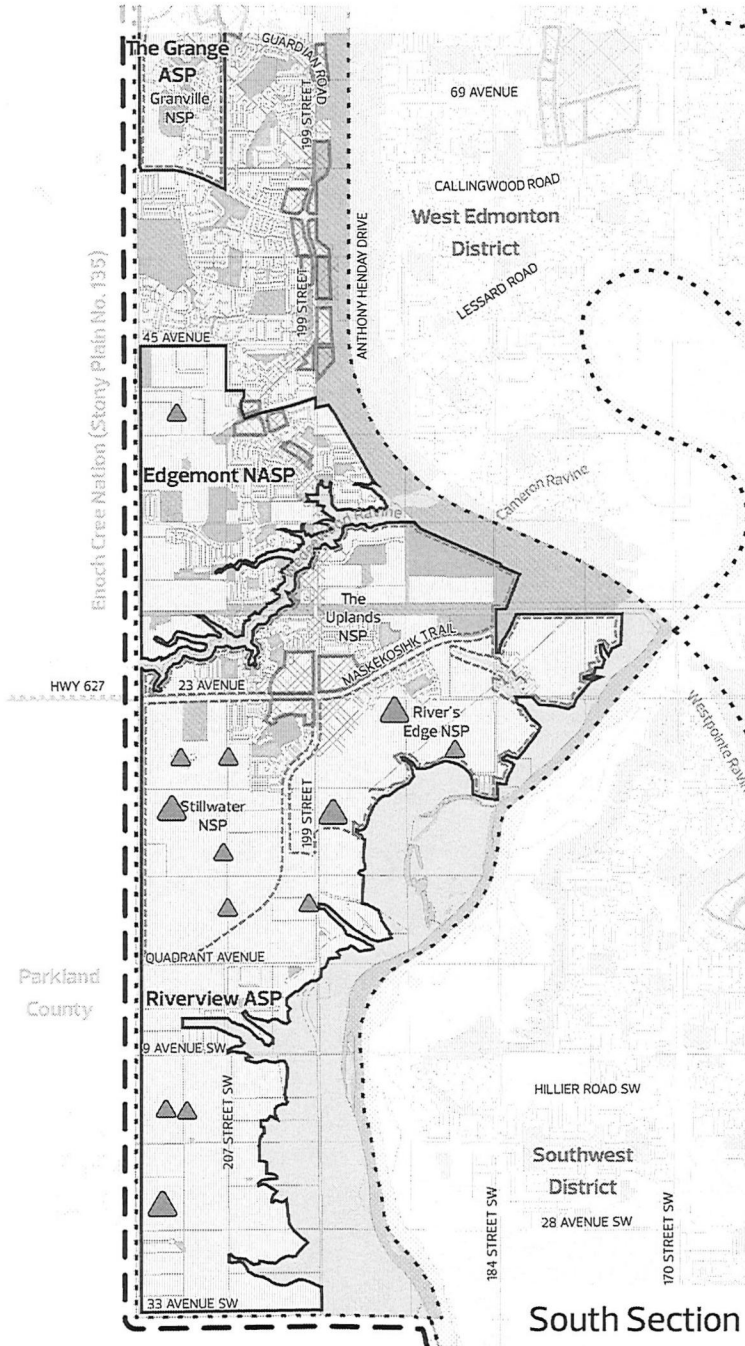 The Grange
ASP
Granville
NSP
GUARDIAN ROAD
199 STREET
69 AVENUE
CALLINGWOOD ROAD
West Edmonton
District
LESSARD ROAD
ANTHONY HENDAY DRIVE
199 STREET
45 AVENUE
Enoch Cree Nation (Stony Plain No. 135)
Edgemont NASP
Cameron Ravine
Ravine
The
Uplands
NSP
MASKEKOSIHK TRAIL
HWY 627
23 AVENUE
River's
Edge NSP
Westpointe Ravi
Stillwater
NSP
199 STREET
QUADRANT AVENUE
Parkland
County
Riverview ASP
9 AVENUE SW
207 STREET SW
HILLIER ROAD SW
Southwest
District
28 AVENUE SW
184 STREET SW
170 STREET SW
33 AVENUE SW
South Section